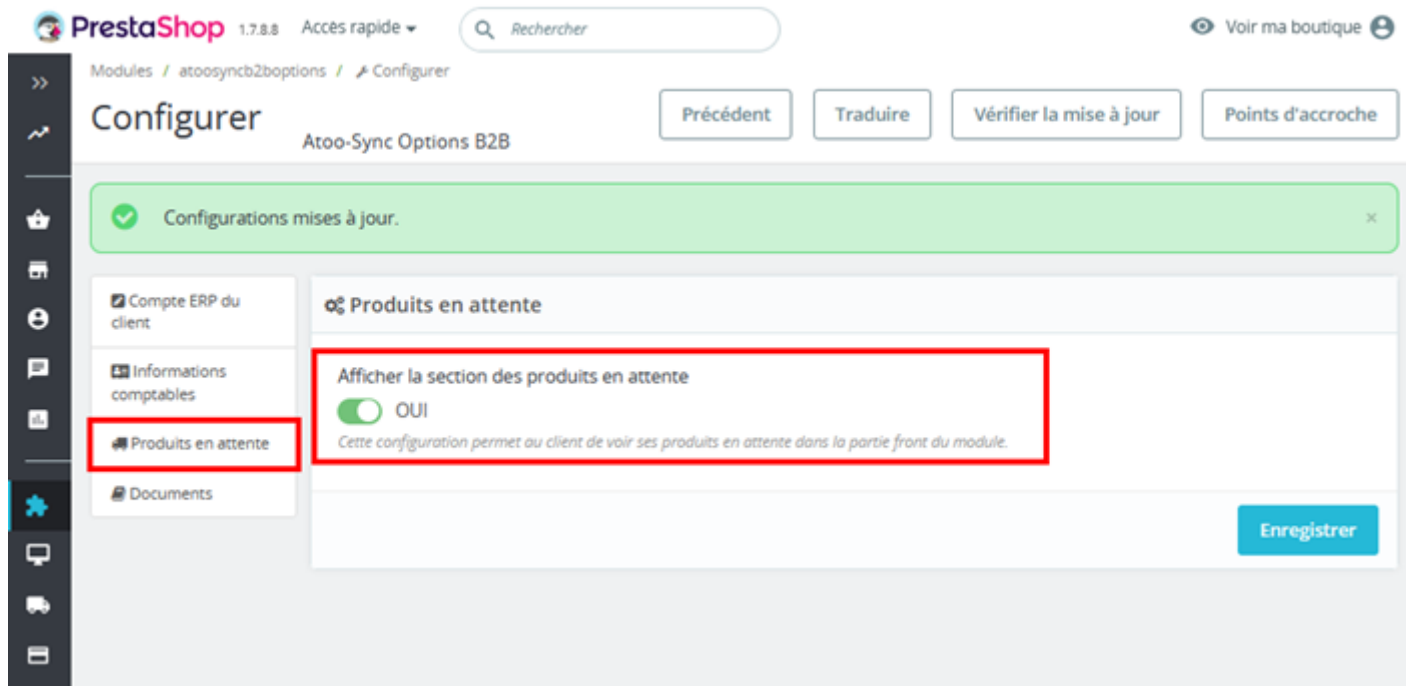 PrestaShop 1.7.8.8 Accès rapide Rechercher Voir ma boutique
Modules / atoosyncb2boptions / Configurer
Configurer
Atoo-Sync Options B2B
Précédent Traduire Vérifier la mise à jour Points d'accroche
Configurations mises à jour.
Compte ERP du
client
Informations
comptables
Produits en attente
Documents
Produits en attente
Afficher la section des produits en attente
OUI
Cette configuration permet au client de voir ses produits en attente dans la partie front du module.
Enregistrer